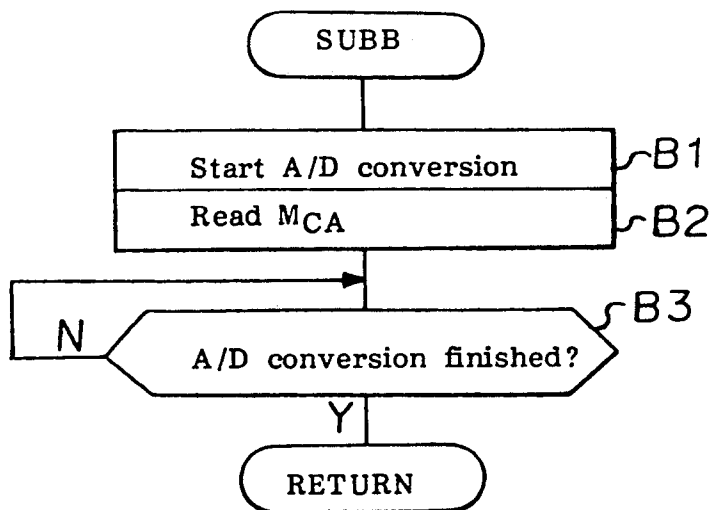 SUBB
Start A/D conversion
B1
Read MCA
B2
B3
N
A/D conversion finished?
Y
RETURN